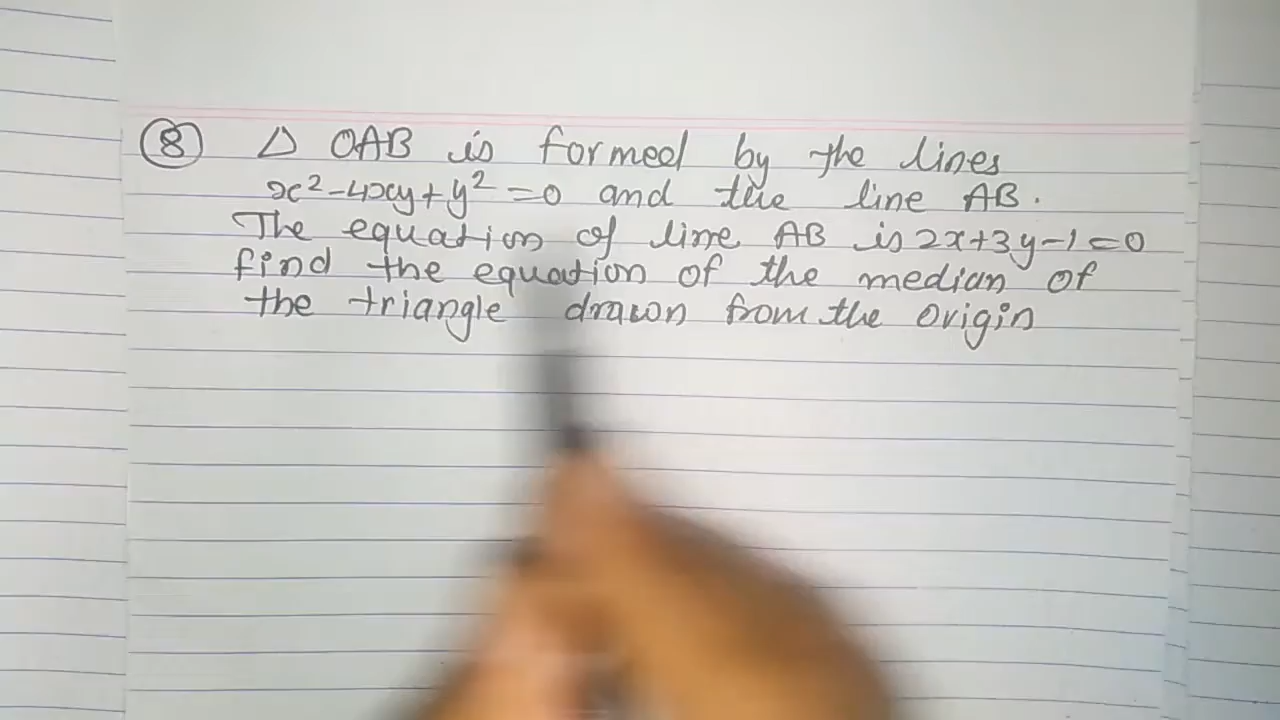 ⑧ Δ OAB is formed by the lines
x²-4xy+y²=0 and the line AB.
The equation of line AB is 2x+3y-1=0
find the equation of the median of
the triangle drawn from the origin